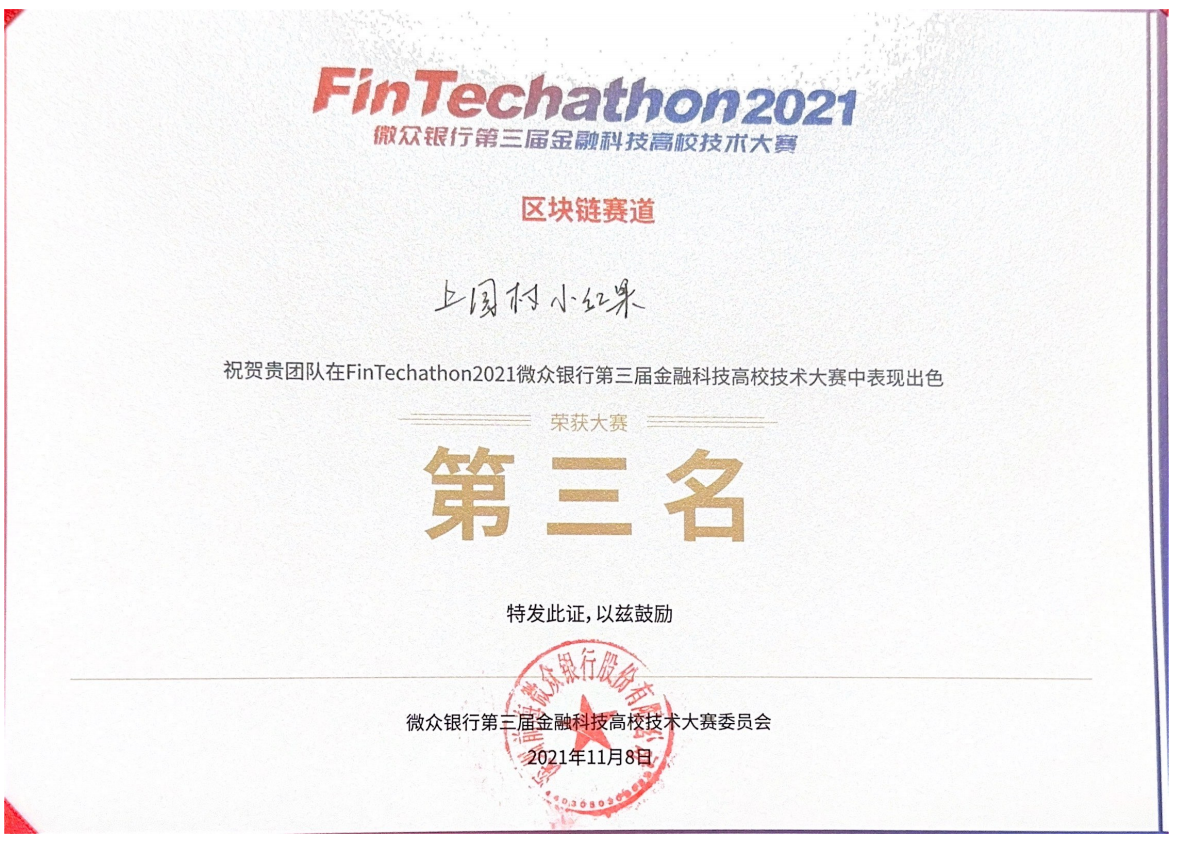 FinTechathon2021
微众银行第三届金融科技高校技术大赛
区块链赛道
上园村小红果
祝贺贵团队在FinTechathon2021微众银行第三届金融科技高校技术大赛中表现出色
荣获大赛
第三名
特发此证，以兹鼓励
微众银行第三届金融科技高校技术大赛委员会
2021年11月8日
深圳前海微众银行股份有限公司